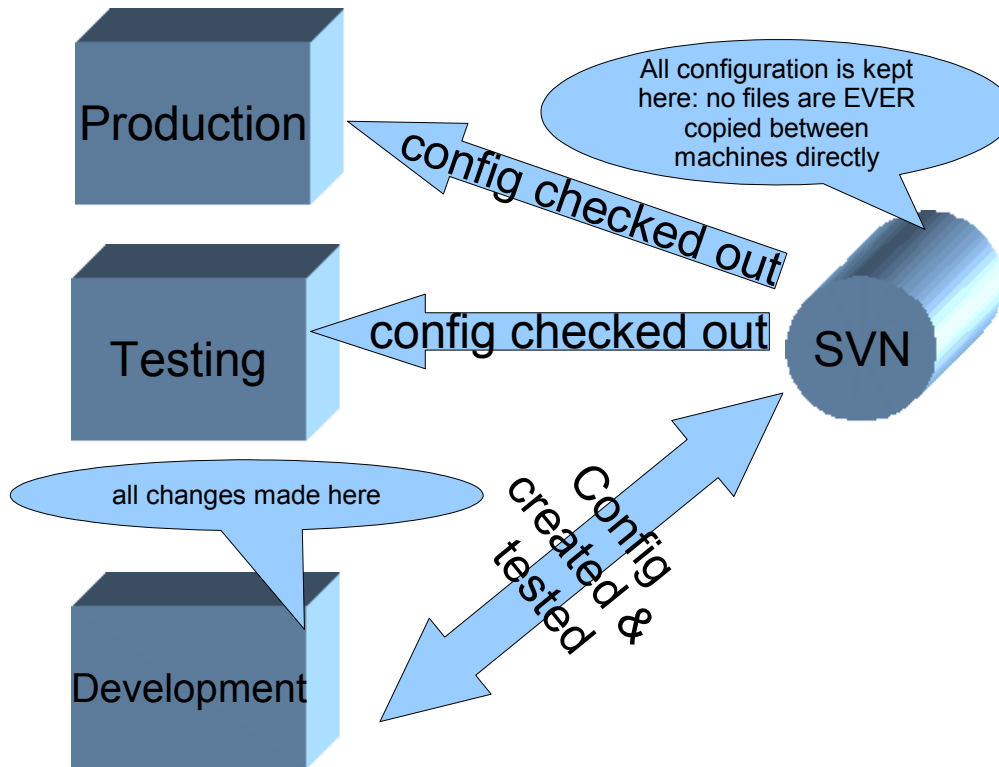 Production
All configuration is kept
here: no files are EVER
copied between
machines directly
config checked out
Testing
config checked out
SVN
all changes made here
Config
created &
tested
Development